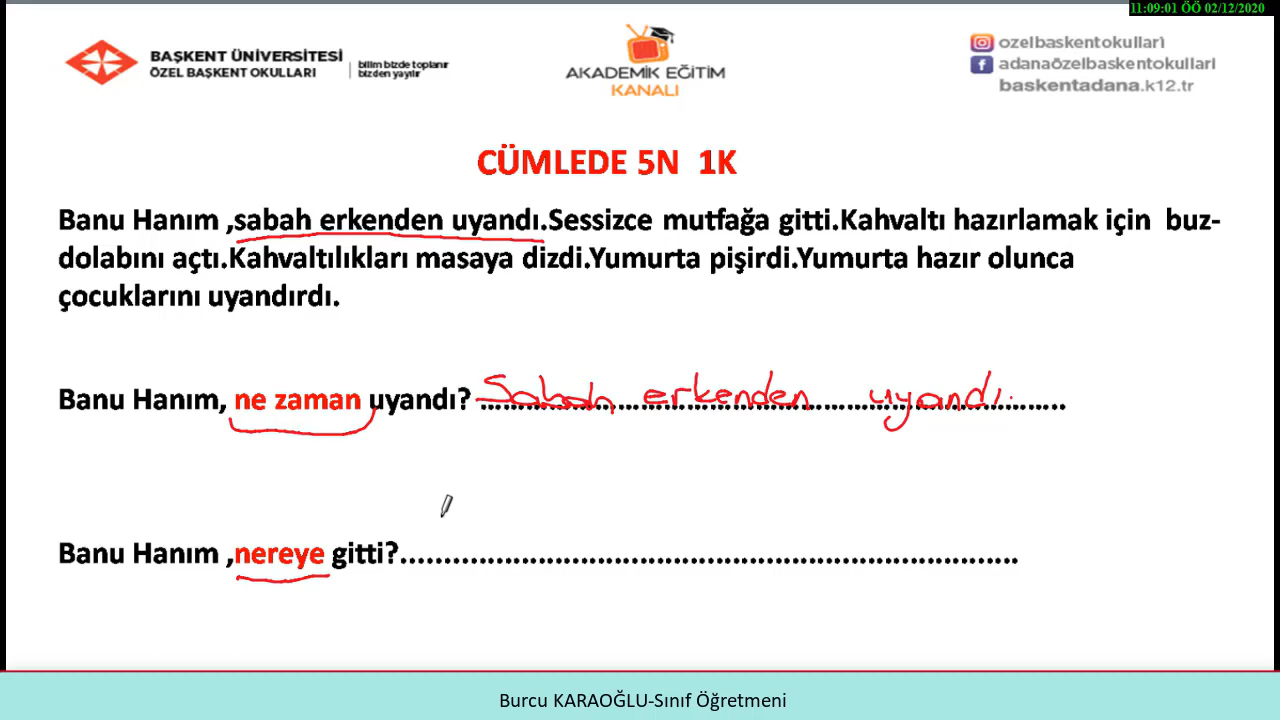 11:09:01 ÖÖ 02/12/2020
BAŞKENT ÜNİVERSİTESİ
ÖZEL BAŞKENT OKULLARI
bilim bizde toplanır
bizden yayılır
AKADEMİK EĞİTİM
KANALI
ozelbaskentokulları
adanaözelbaskentokullari
baskentadana.k12.tr
CÜMLEDE 5N 1K
Banu Hanım ,sabah erkenden uyandı.Sessizce mutfağa gitti.Kahvaltı hazırlamak için buz-
dolabını açtı.Kahvaltılıkları masaya dizdi.Yumurta pişirdi.Yumurta hazır olunca
çocuklarını uyandırdı.
Banu Hanım, ne zaman uyandı? Sabah erkenden uyandı.
Banu Hanım ,nereye gitti?......................................................................
Burcu KARAOĞLU-Sınıf Öğretmeni